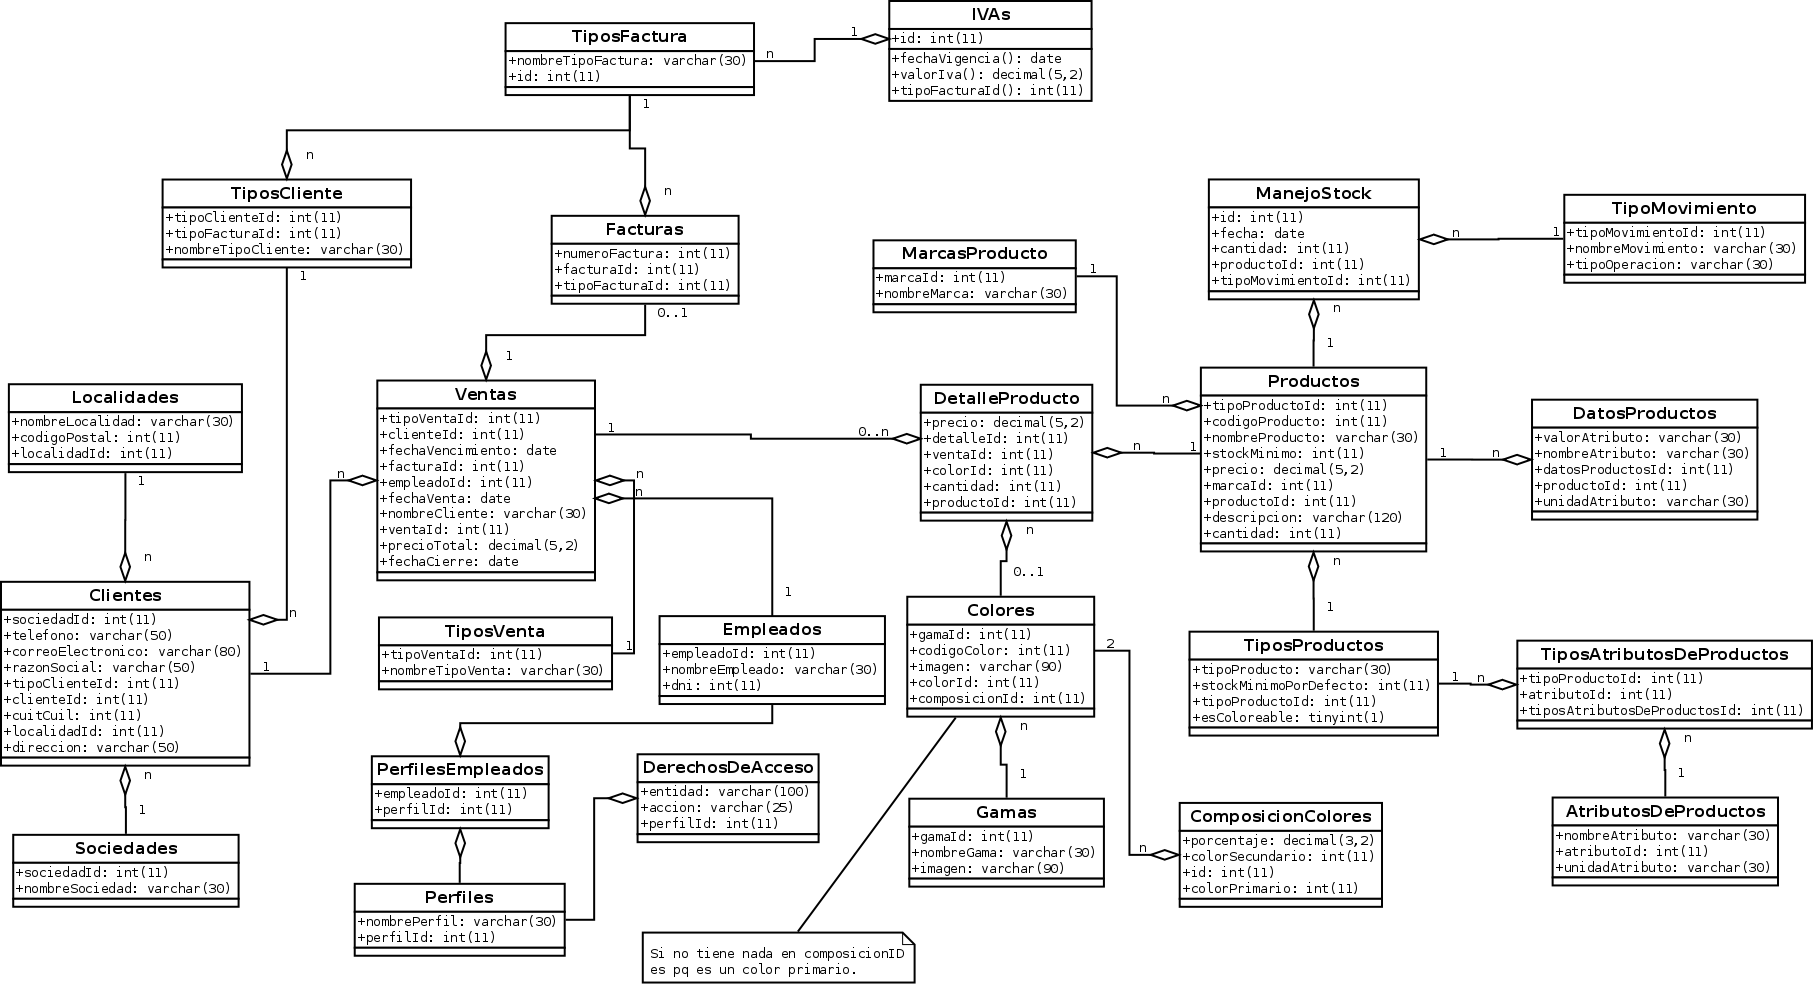 IVAs
+id: int(11)
+fechaVigencia(): date
+valorIva(): decimal(5,2)
+tipoFacturaId(): int(11)
1
n
TiposFactura
+nombreTipoFactura: varchar(30)
+id: int(11)
1
n
n
TiposCliente
+tipoClienteId: int(11)
+tipoFacturaId: int(11)
+nombreTipoCliente: varchar(30)
1
Facturas
+numeroFactura: int(11)
+facturaId: int(11)
+tipoFacturaId: int(11)
0..1
1
MarcasProducto
+marcaId: int(11)
+nombreMarca: varchar(30)
1
n
ManejoStock
+id: int(11)
+fecha: date
+cantidad: int(11)
+productoId: int(11)
+tipoMovimientoId: int(11)
n
1
n
1
TipoMovimiento
+tipoMovimientoId: int(11)
+nombreMovimiento: varchar(30)
+tipoOperacion: varchar(30)
Localidades
+nombreLocalidad: varchar(30)
+codigoPostal: int(11)
+localidadId: int(11)
1
n
Ventas
+tipoVentaId: int(11)
+clienteId: int(11)
+fechaVencimiento: date
+facturaId: int(11)
+empleadoId: int(11)
+fechaVenta: date
+nombreCliente: varchar(30)
+ventaId: int(11)
+precioTotal: decimal(5,2)
+fechaCierre: date
n
1
0..n
n
n
DetalleProducto
+precio: decimal(5,2)
+detalleId: int(11)
+ventaId: int(11)
+colorId: int(11)
+cantidad: int(11)
+productoId: int(11)
n
1
n
0..1
Productos
+tipoProductoId: int(11)
+codigoProducto: int(11)
+nombreProducto: varchar(30)
+stockMinimo: int(11)
+precio: decimal(5,2)
+marcaId: int(11)
+productoId: int(11)
+descripcion: varchar(120)
+cantidad: int(11)
1
n
n
1
DatosProductos
+valorAtributo: varchar(30)
+nombreAtributo: varchar(30)
+datosProductosId: int(11)
+productoId: int(11)
+unidadAtributo: varchar(30)
Clientes
+sociedadId: int(11)
+telefono: varchar(50)
+correoElectronico: varchar(80)
+razonSocial: varchar(50)
+tipoClienteId: int(11)
+clienteId: int(11)
+cuitCuil: int(11)
+localidadId: int(11)
+direccion: varchar(50)
n
1
n
1
TiposVenta
+tipoVentaId: int(11)
+nombreTipoVenta: varchar(30)
1
1
Empleados
+empleadoId: int(11)
+nombreEmpleado: varchar(30)
+dni: int(11)
Colores
+gamaId: int(11)
+codigoColor: int(11)
+imagen: varchar(90)
+colorId: int(11)
+composicionId: int(11)
2
n
n
1
TiposProductos
+tipoProducto: varchar(30)
+stockMinimoPorDefecto: int(11)
+tipoProductoId: int(11)
+esColoreable: tinyint(1)
1
n
TiposAtributosDeProductos
+tipoProductoId: int(11)
+atributoId: int(11)
+tiposAtributosDeProductosId: int(11)
n
1
Sociedades
+sociedadId: int(11)
+nombreSociedad: varchar(30)
PerfilesEmpleados
+empleadoId: int(11)
+perfilId: int(11)
DerechosDeAcceso
+entidad: varchar(100)
+accion: varchar(25)
+perfilId: int(11)
Gamas
+gamaId: int(11)
+nombreGama: varchar(30)
+imagen: varchar(90)
ComposicionColores
+porcentaje: decimal(3,2)
+colorSecundario: int(11)
+id: int(11)
+colorPrimario: int(11)
AtributosDeProductos
+nombreAtributo: varchar(30)
+atributoId: int(11)
+unidadAtributo: varchar(30)
Perfiles
+nombrePerfil: varchar(30)
+perfilId: int(11)
Si no tiene nada en composicionID
es pq es un color primario.